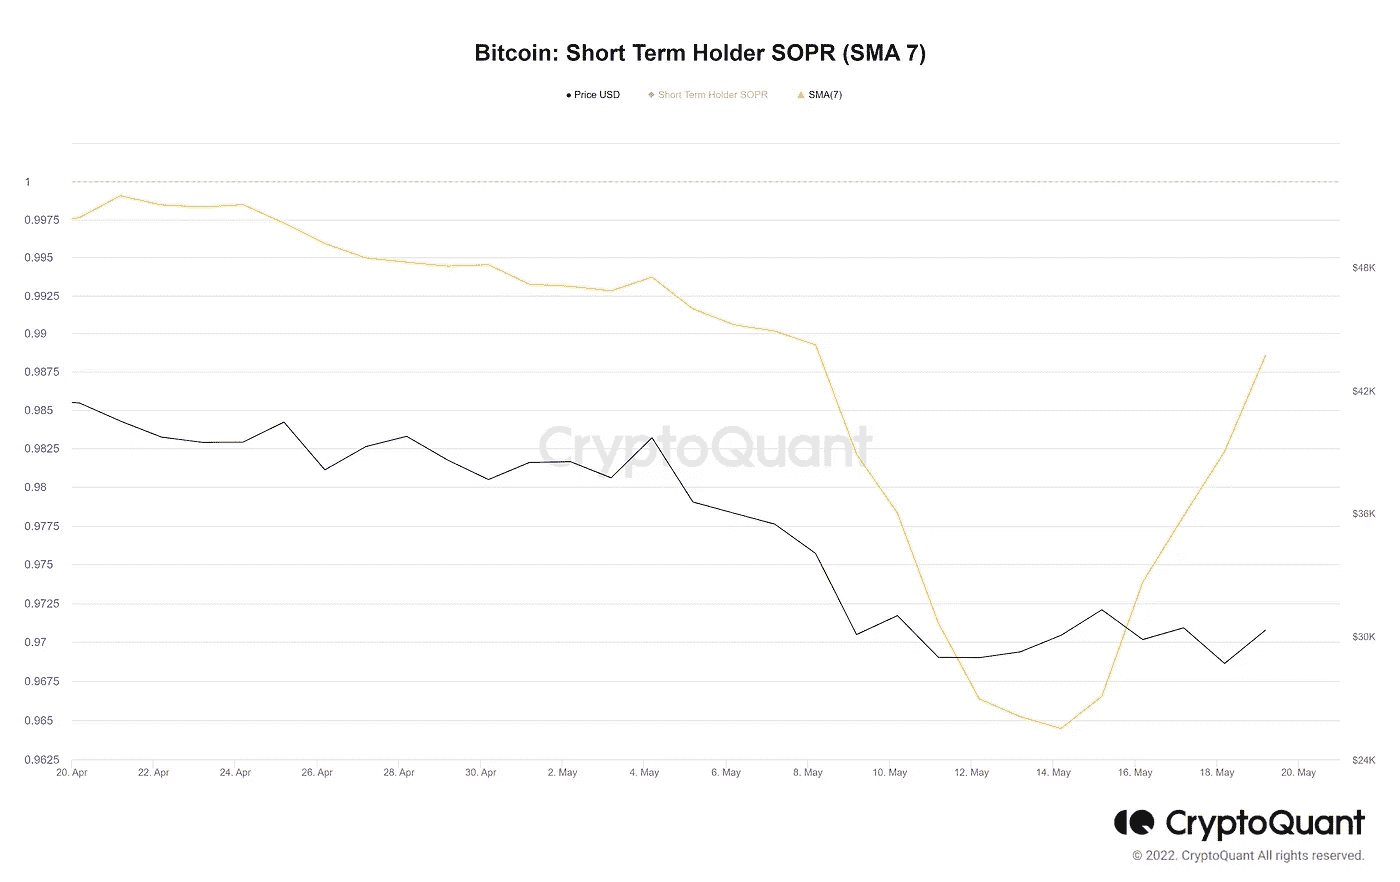 Bitcoin: Short Term Holder SOPR (SMA 7)
Price USD Short Term Holder SOPR SMA(7)
1
0.9975
0.995
$48K
0.9925
0.99
0.9875
$42K
0.985
0.9825
CryptoQuant
0.98
$36K
0.9775
0.975
0.9725
$30K
0.97
0.9675
0.965
0.9625
$24K
20. Apr 22. Apr 24. Apr 26. Apr 28. Apr 30. Apr 2. May 4. May 6. May 8. May 10. May 12. May 14. May 16. May 18. May 20. May
CryptoQuant
© 2022. CryptoQuant All rights reserved.